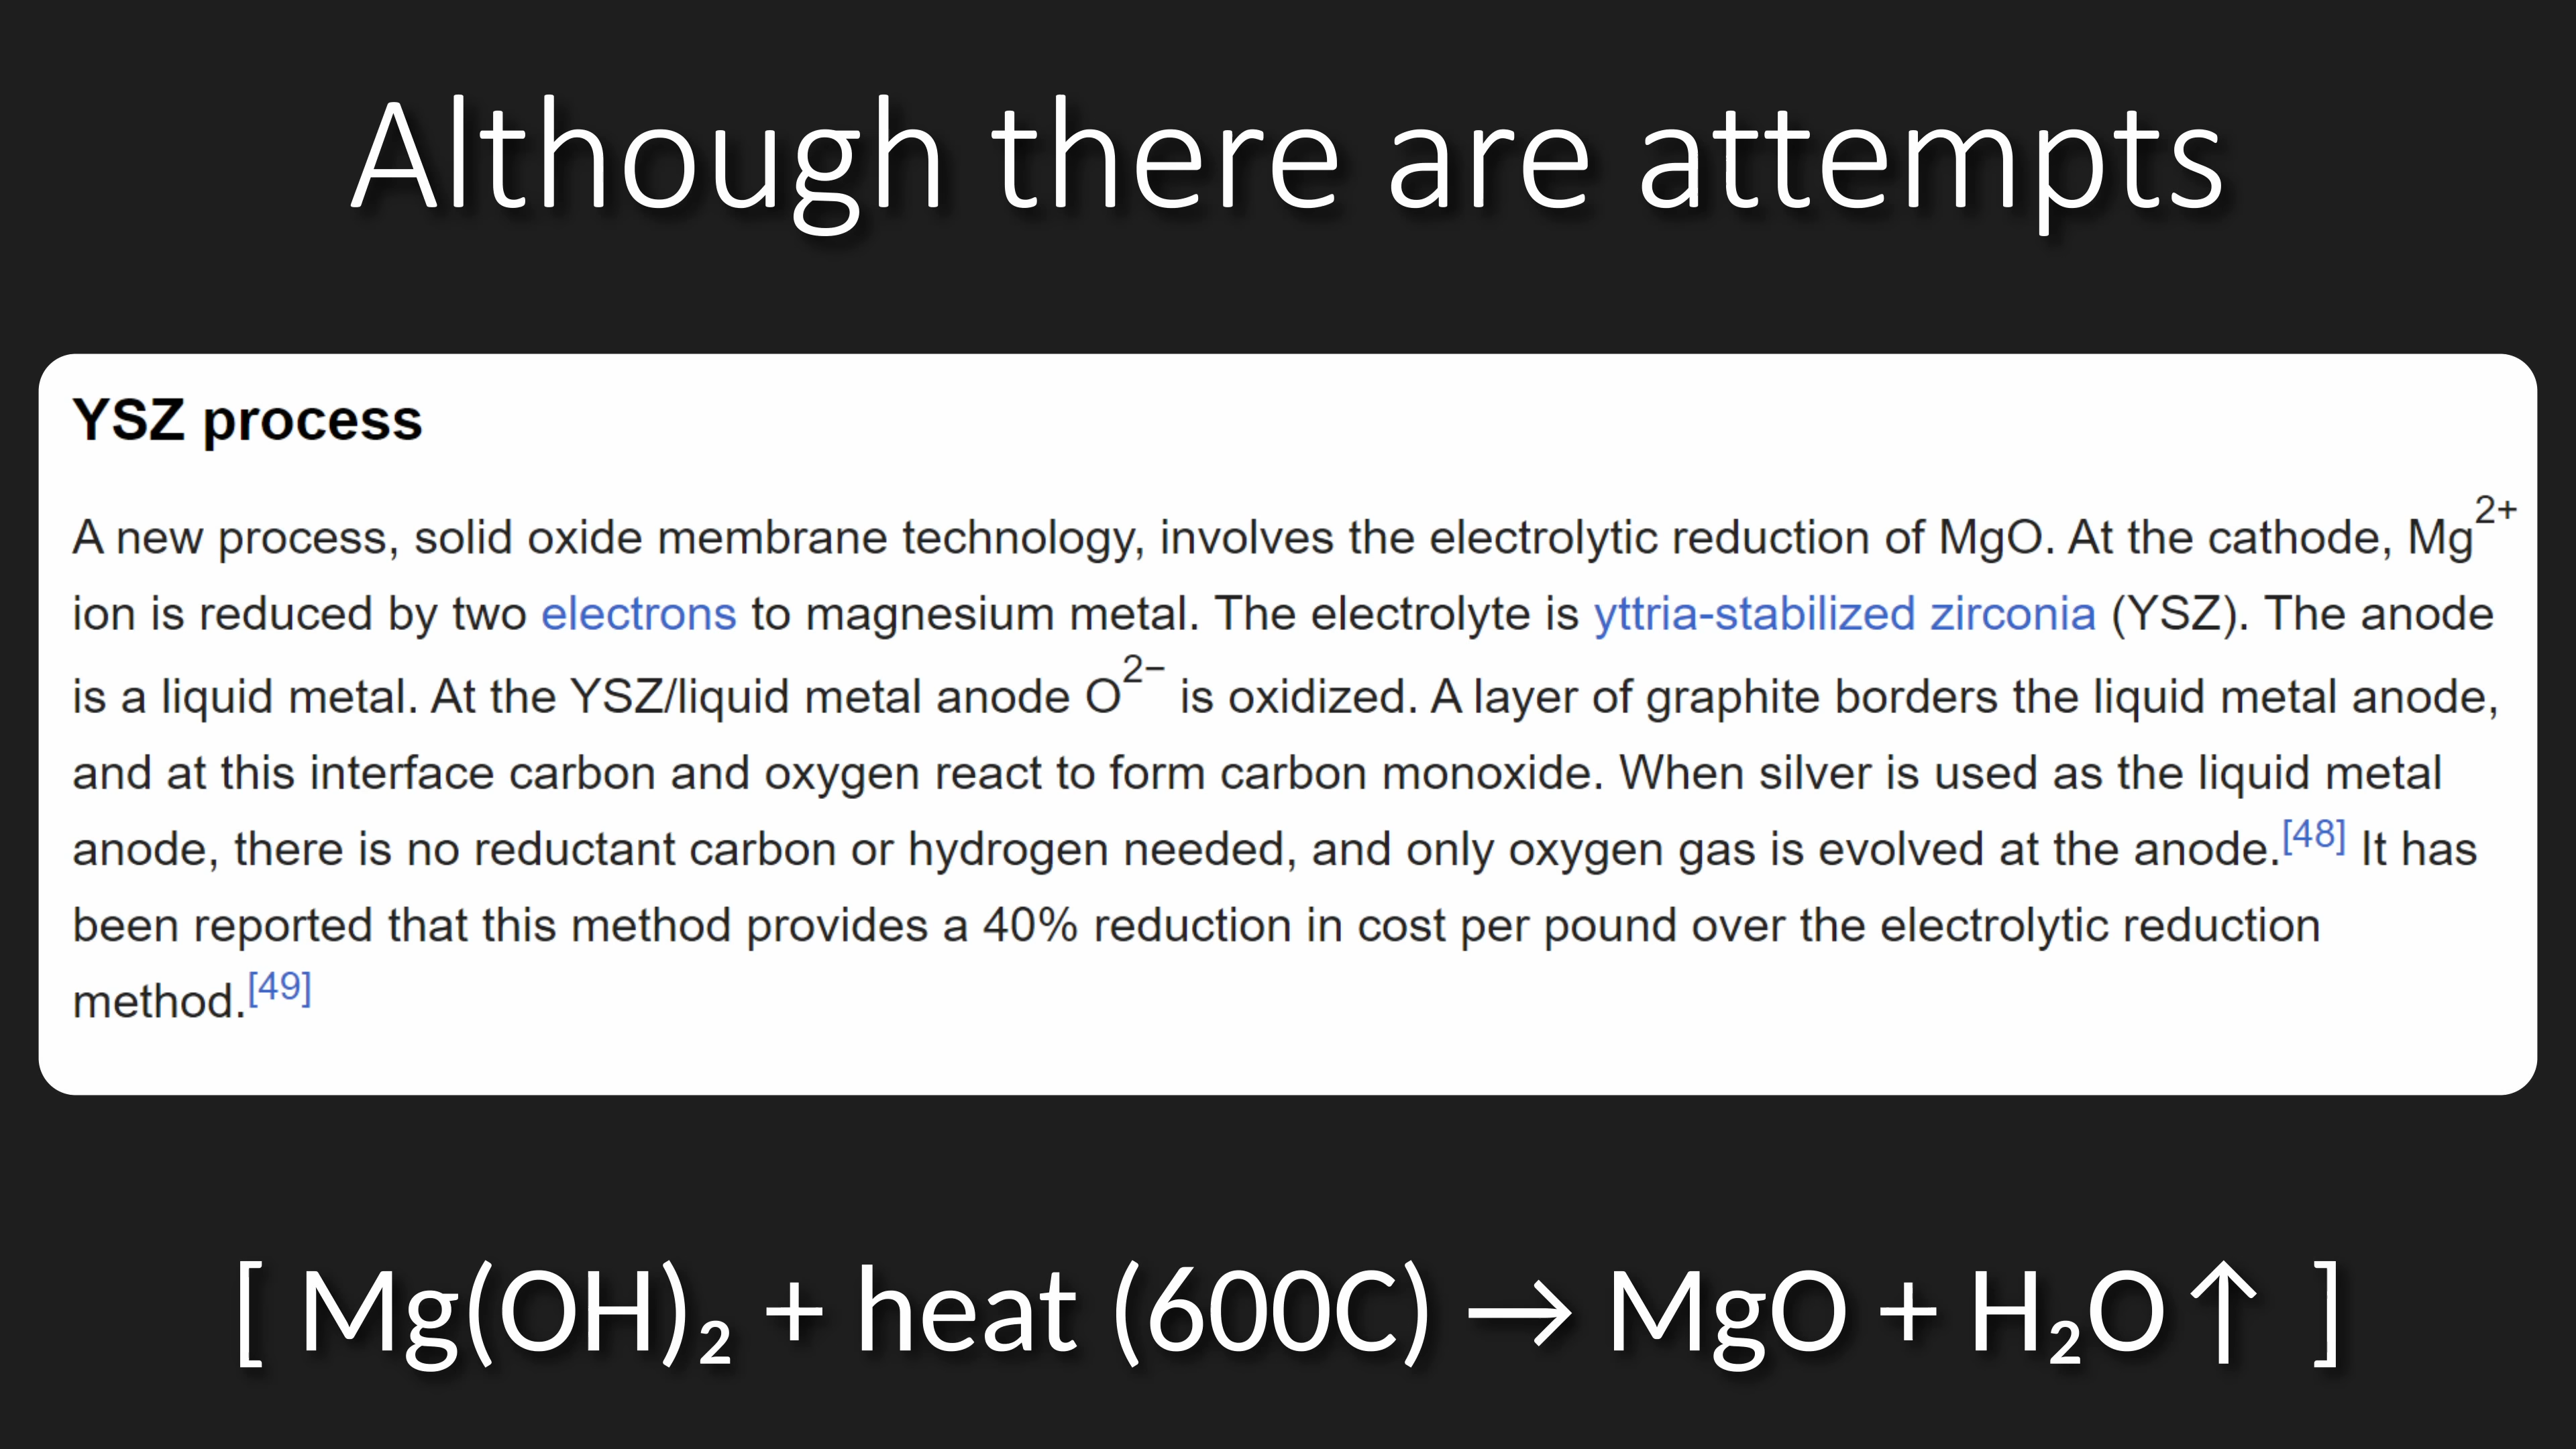 Although there are attempts
YSZ process
A new process, solid oxide membrane technology, involves the electrolytic reduction of MgO. At the cathode, Mg²⁺
ion is reduced by two electrons to magnesium metal. The electrolyte is yttria-stabilized zirconia (YSZ). The anode
is a liquid metal. At the YSZ/liquid metal anode O²⁻ is oxidized. A layer of graphite borders the liquid metal anode,
and at this interface carbon and oxygen react to form carbon monoxide. When silver is used as the liquid metal
anode, there is no reductant carbon or hydrogen needed, and only oxygen gas is evolved at the anode.[48] It has
been reported that this method provides a 40% reduction in cost per pound over the electrolytic reduction
method.[49]
[ Mg(OH)₂ + heat (600C) → MgO + H₂O↑ ]